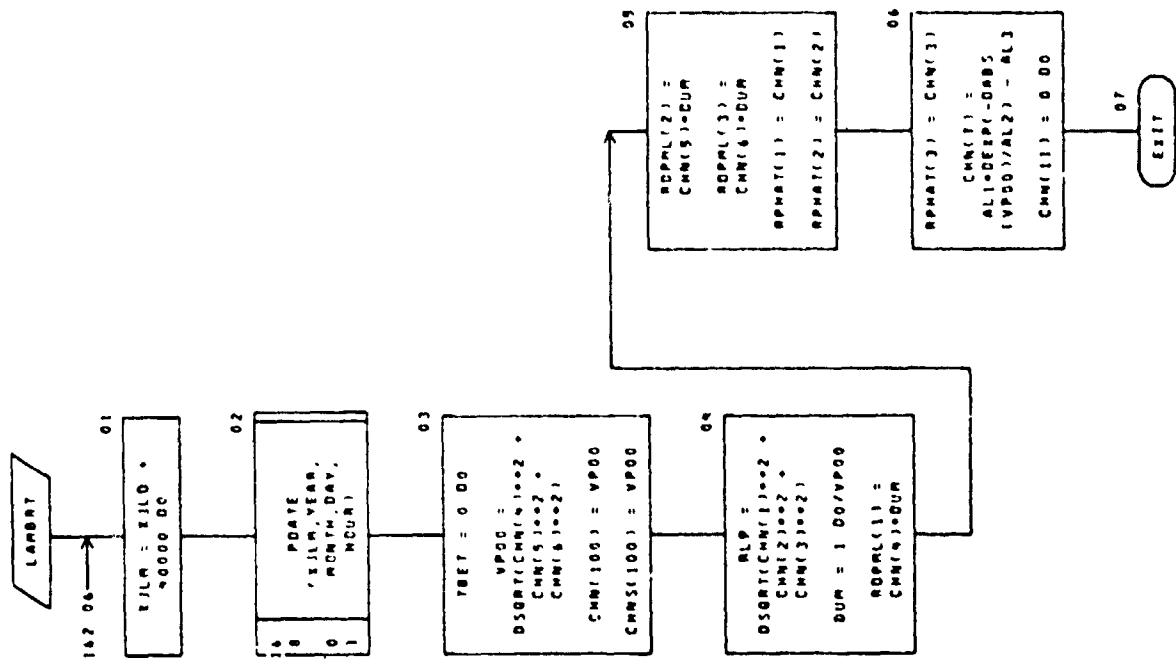 LAMBRT
162 06
01
XJLM = XJLD +
40000 D0
02
PDATE
(XJLM,YEAR,
MONTH,DAY,
HOUR)
03
TBET = 0 D0
VPOO =
DSQRT(CHN(4)**2 +
CHN(5)**2 +
CHN(6)**2)
CHN(100) = VPOO
CHNS(100) = VPOO
04
RLP =
DSQRT(CHN(1)**2 +
CHN(2)**2 +
CHN(3)**2)
DUM = 1 D0/VPOO
RDPRL(1) =
CHN(4)*DUM
05
RDPRL(2) =
CHN(5)*DUM
RDPRL(3) =
CHN(6)*DUM
RPHAT(1) = CHN(1)
RPHAT(2) = CHN(2)
06
RPHAT(3) = CHN(3)
CHN(7) =
AL1*DEXP(-DABS
(VPOO)/AL2) - AL3
CHN(11) = 0 D0
07
EXIT